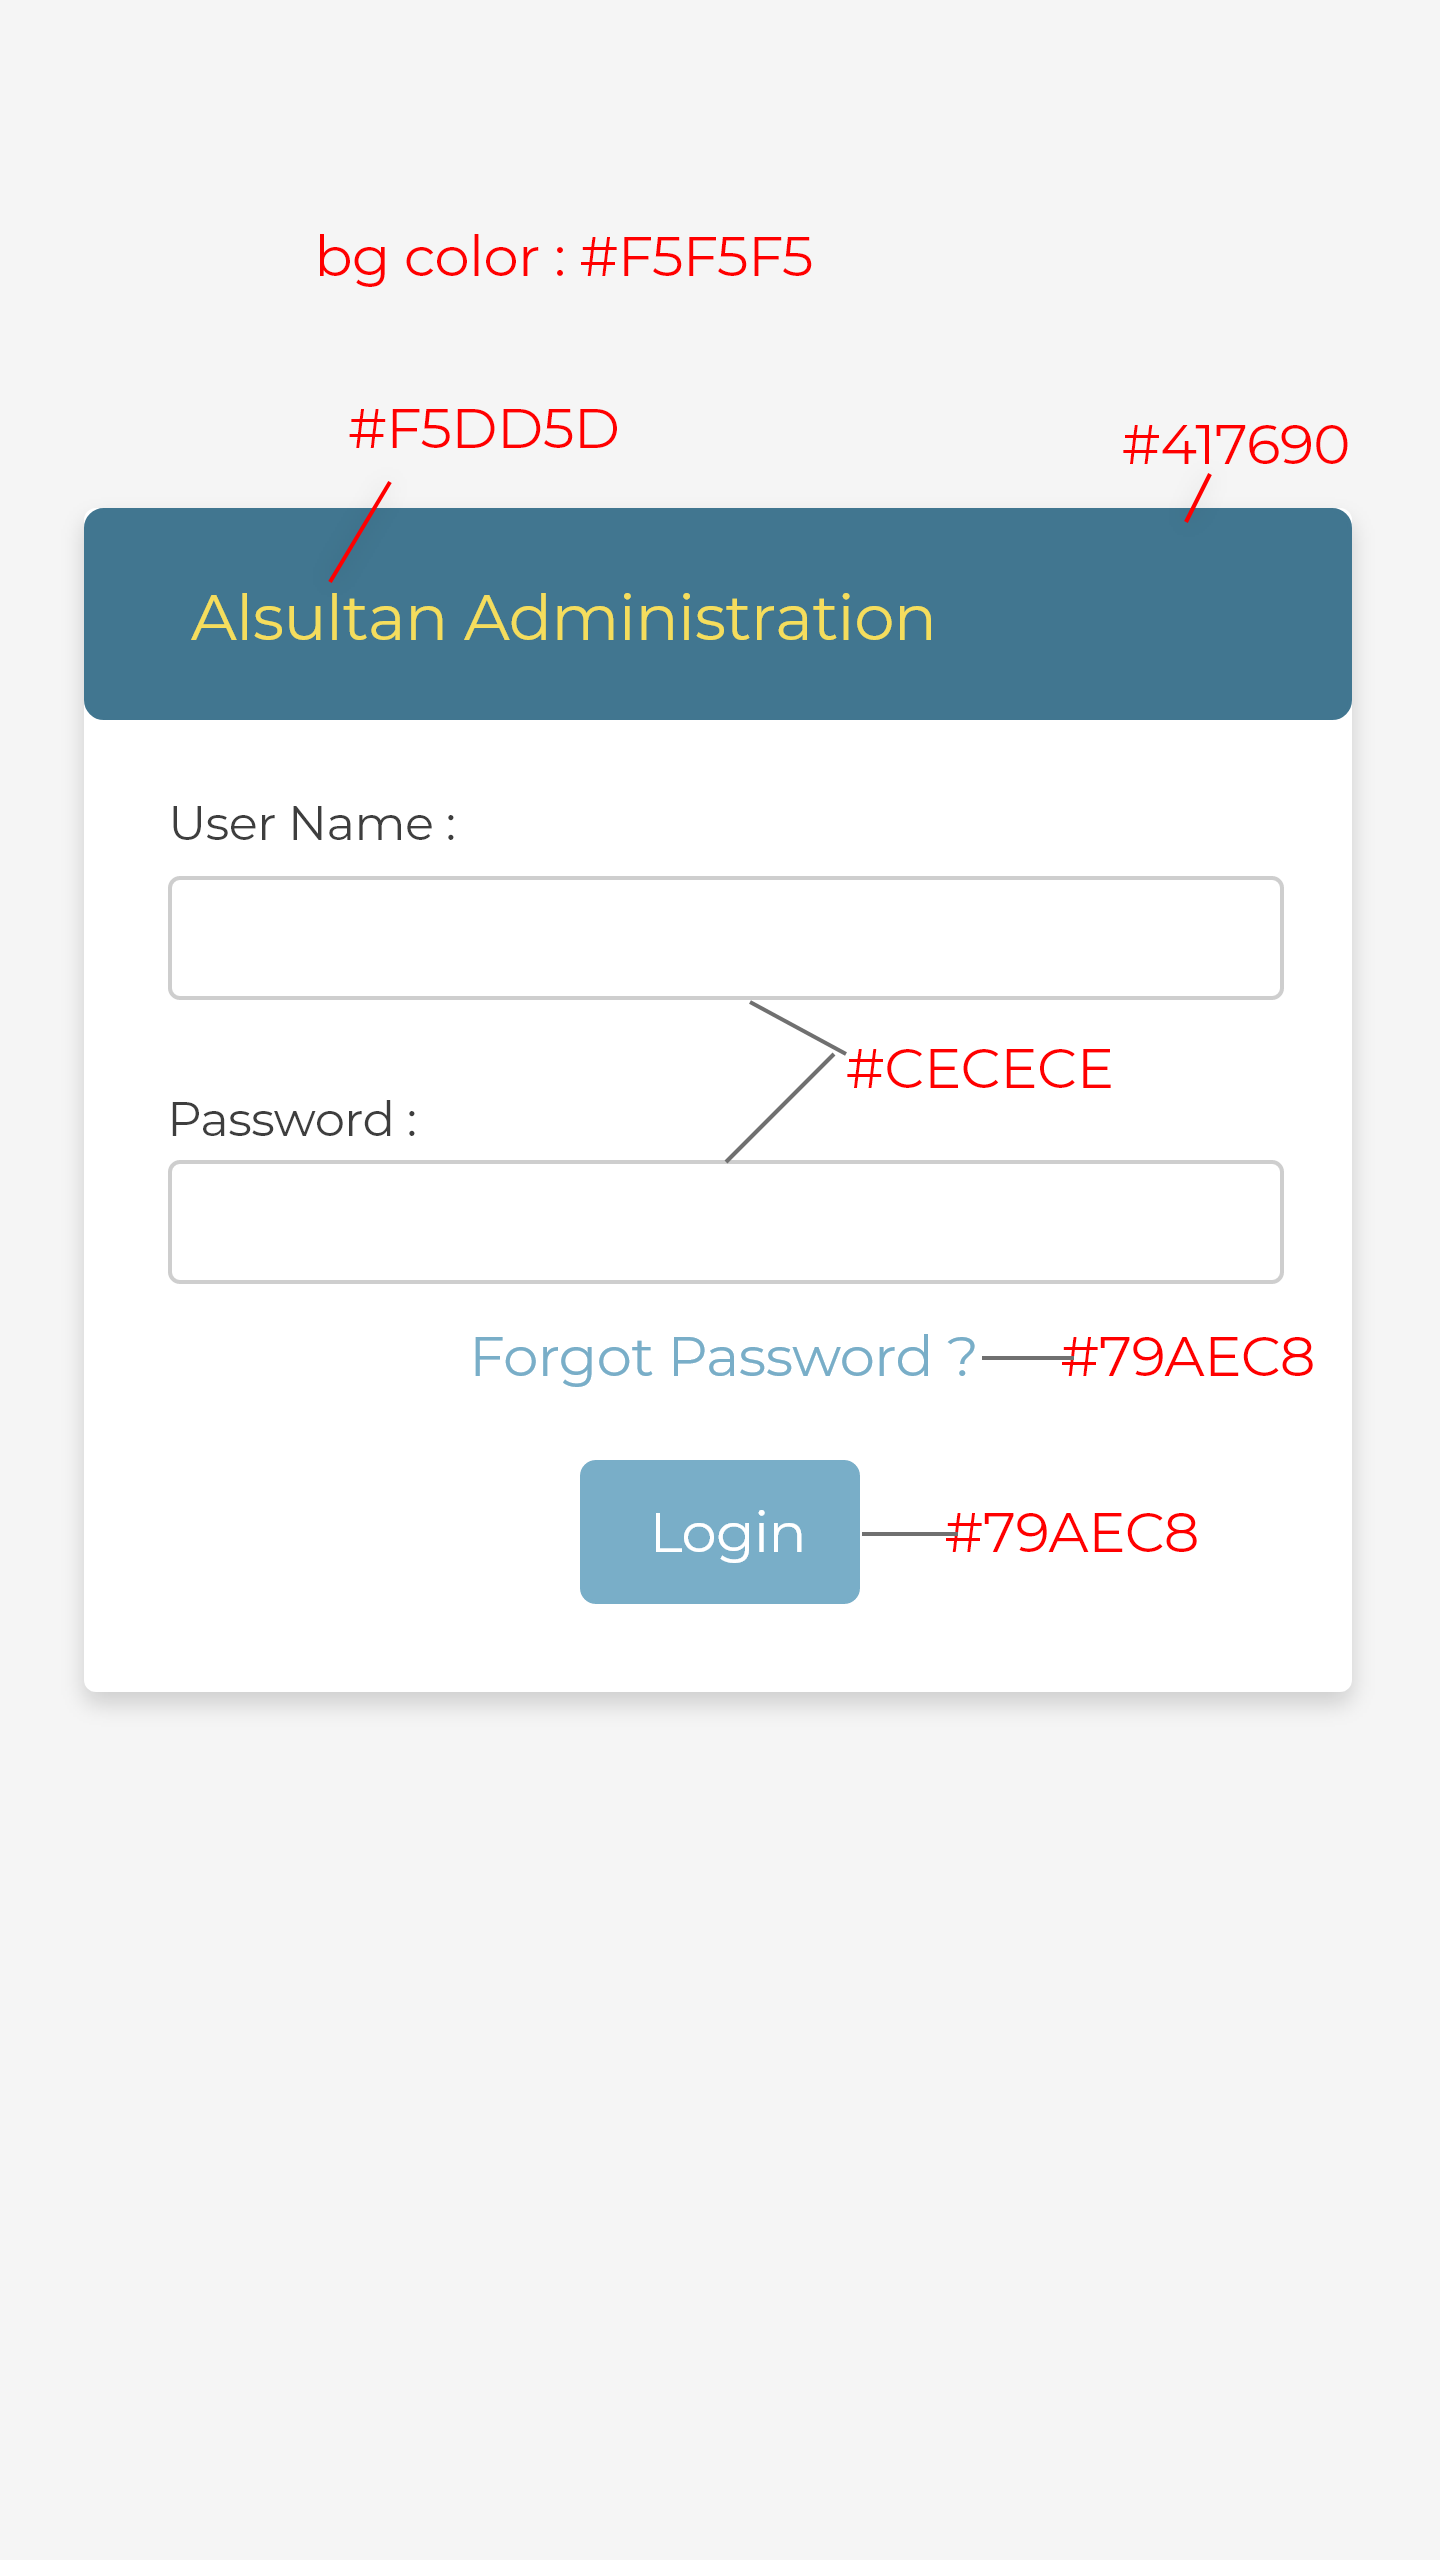 bg color : #F5F5F5
#F5DD5D
#417690
Alsultan Administration
User Name :
#CECECE
Password :
Forgot Password ?
#79AEC8
Login
#79AEC8